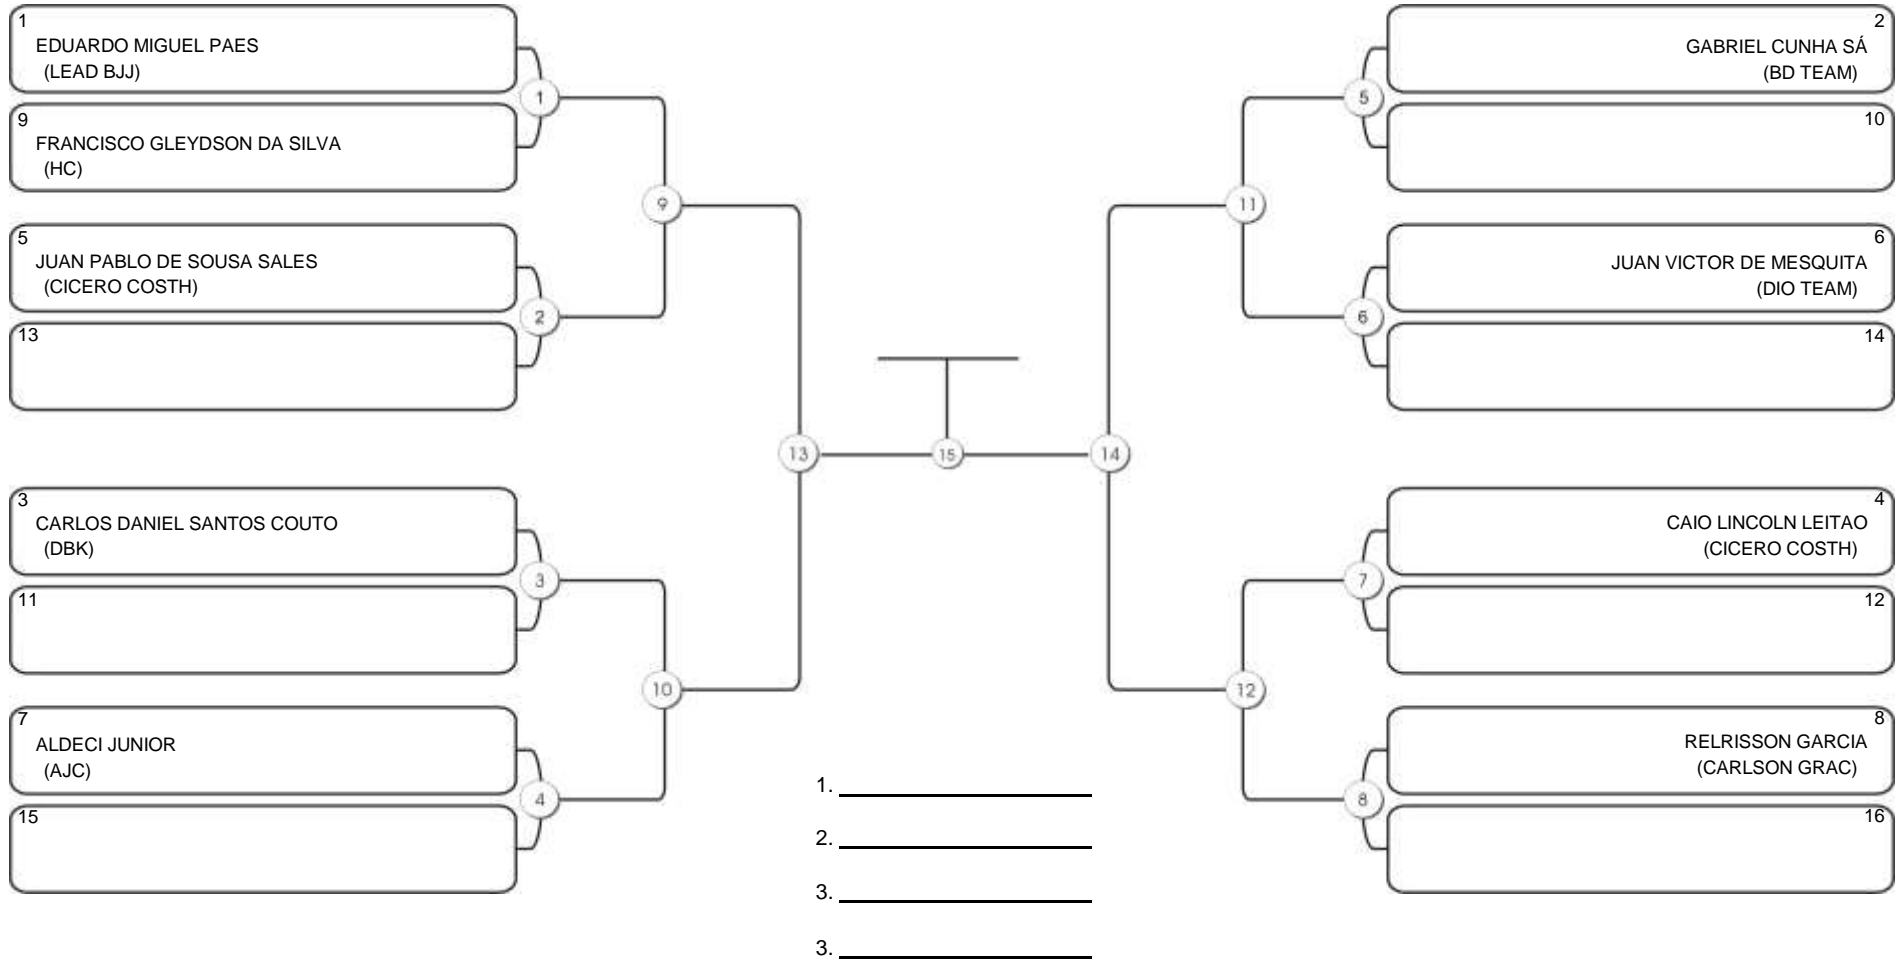 1
EDUARDO MIGUEL PAES
(LEAD BJJ)
9
FRANCISCO GLEYDSON DA SILVA
(HC)
1
5
JUAN PABLO DE SOUSA SALES
(CICERO COSTH)
13
2
9
3
CARLOS DANIEL SANTOS COUTO
(DBK)
11
3
7
ALDECI JUNIOR
(AJC)
15
4
10
13
15
14
2
GABRIEL CUNHA SÁ
(BD TEAM)
10
5
6
JUAN VICTOR DE MESQUITA
(DIO TEAM)
14
6
11
4
CAIO LINCOLN LEITAO
(CICERO COSTH)
12
7
8
RELRISSON GARCIA
(CARLSON GRAC)
16
8
12
1.
2.
3.
3.